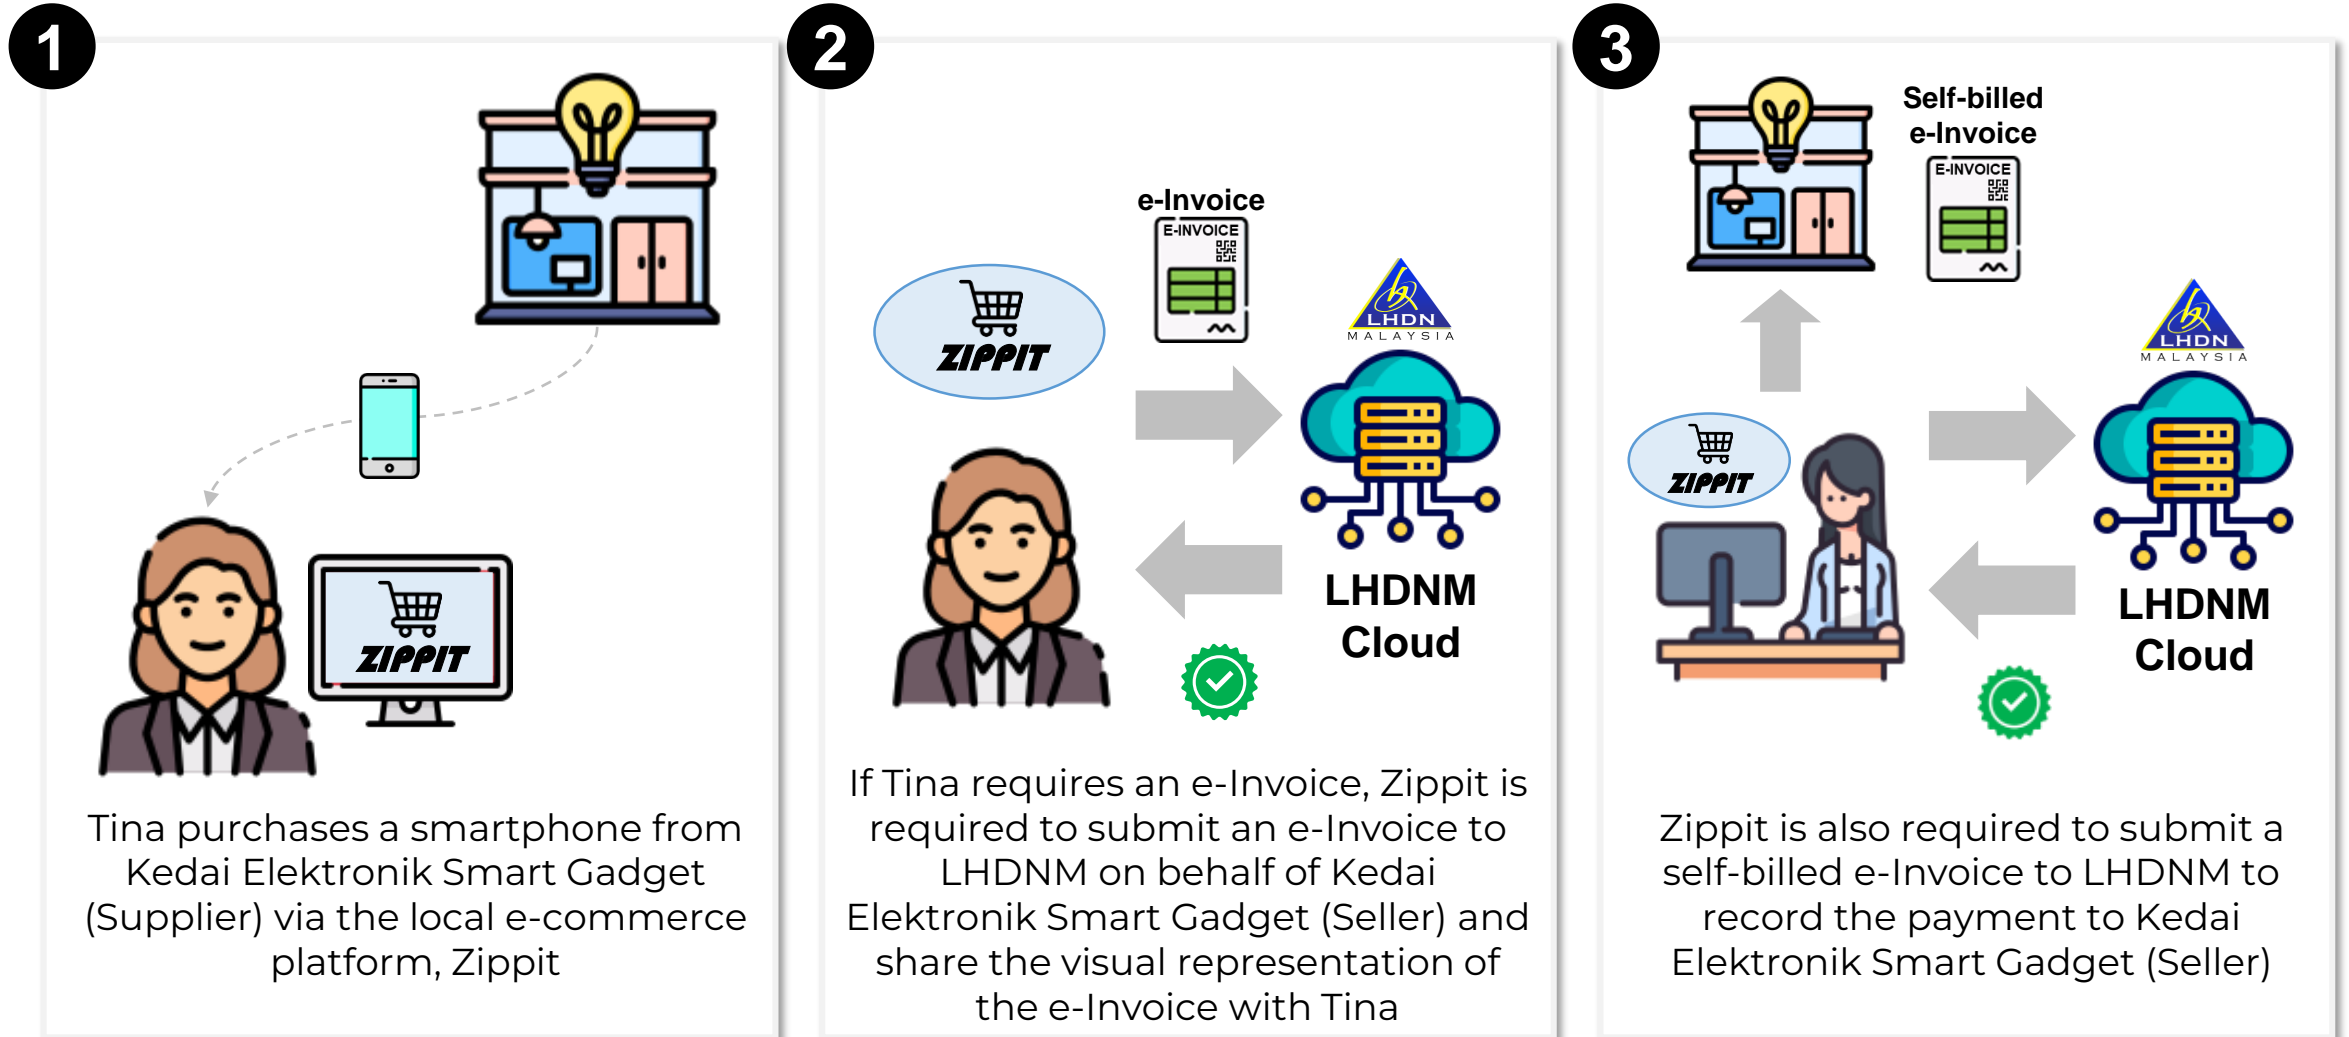 1
ZIPPIT
Tina purchases a smartphone from
Kedai Elektronik Smart Gadget
(Supplier) via the local e-commerce
platform, Zippit
2
e-Invoice
E-INVOICE
ZIPPIT
LHDN
MALAYSIA
LHDNM
Cloud
If Tina requires an e-Invoice, Zippit is
required to submit an e-Invoice to
LHDNM on behalf of Kedai
Elektronik Smart Gadget (Seller) and
share the visual representation of
the e-Invoice with Tina
3
Self-billed
e-Invoice
E-INVOICE
LHDN
MALAYSIA
ZIPPIT
LHDNM
Cloud
Zippit is also required to submit a
self-billed e-Invoice to LHDNM to
record the payment to Kedai
Elektronik Smart Gadget (Seller)